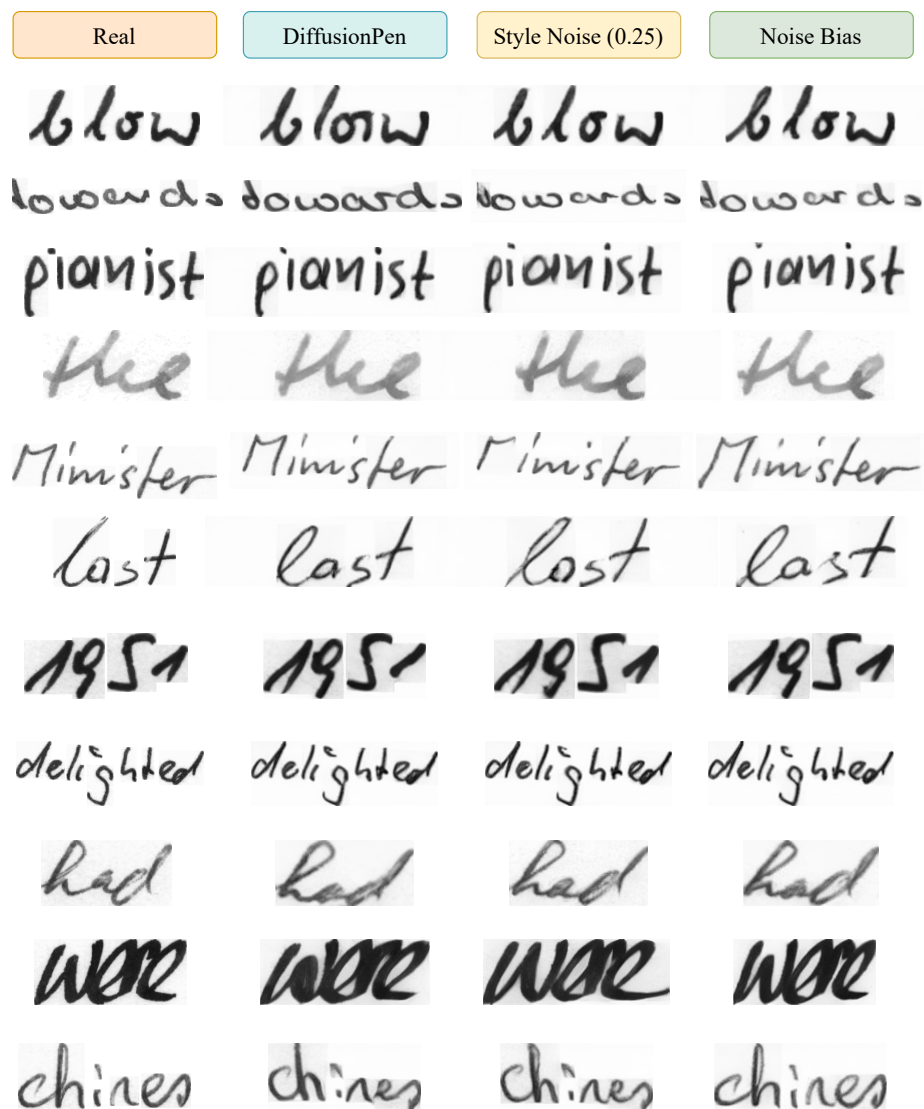 Real DiffusionPen Style Noise (0.25) Noise Bias
blow blow blow blow
towards towards towards towards
pianist pianist pianist pianist
the the the the
Minister Minister Minister Minister
last last last last
1951 1951 1951 1951
delighted delighted delighted delighted
had had had had
were were were were
chines chines chines chines